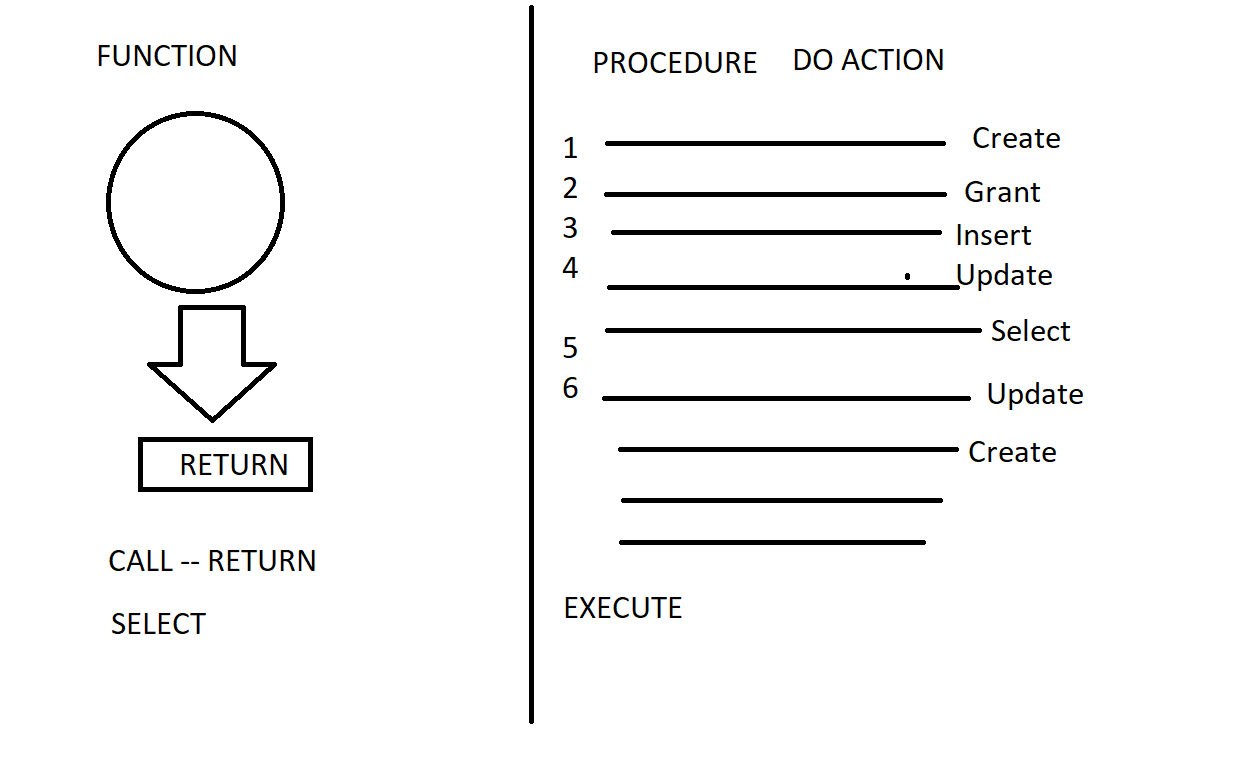 FUNCTION
RETURN
CALL -- RETURN
SELECT
PROCEDURE DO ACTION
1 Create
2 Grant
3 Insert
4 Update
5 Select
6 Update
Create
EXECUTE